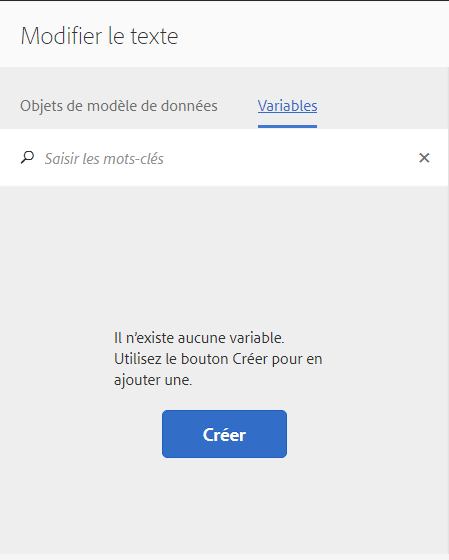 Modifier le texte
Objets de modèle de données Variables
Saisir les mots-clés
Il n’existe aucune variable.
Utilisez le bouton Créer pour en
ajouter une.
Créer